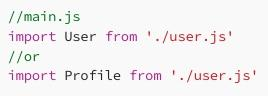 //main.js
import User from './user.js'
//or
import Profile from './user.js'